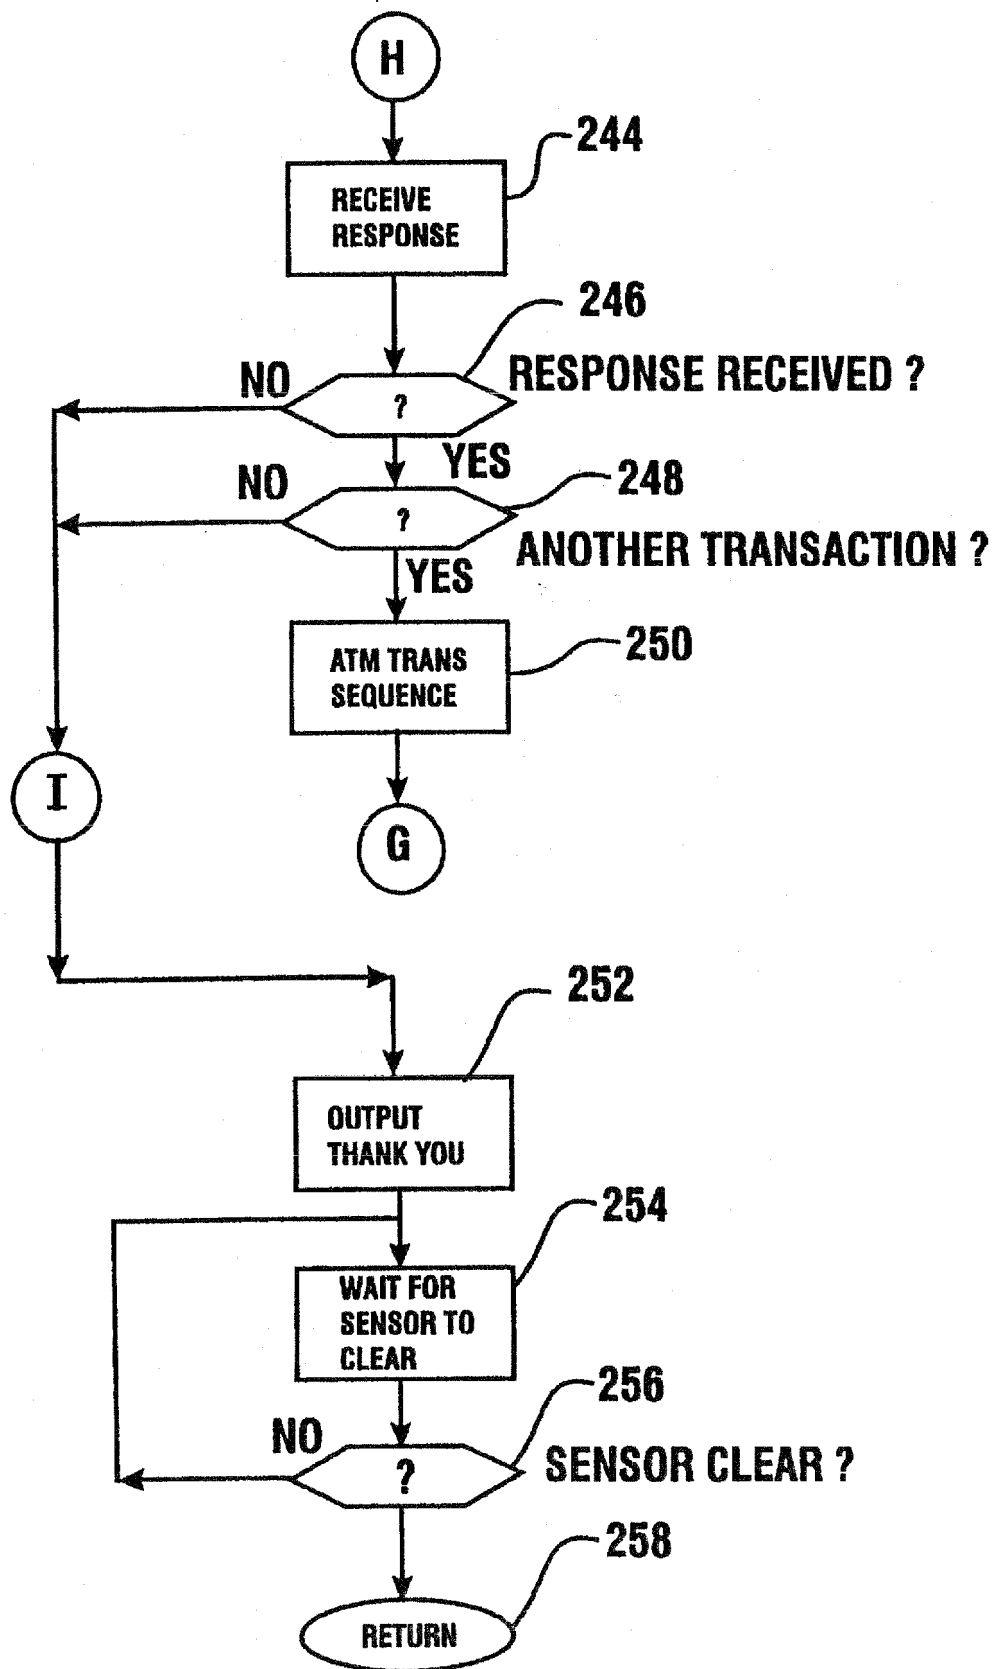 H
244
RECEIVE
RESPONSE
246
RESPONSE RECEIVED ?
NO
?
YES
248
NO
?
ANOTHER TRANSACTION ?
YES
250
ATM TRANS
SEQUENCE
I
G
252
OUTPUT
THANK YOU
254
WAIT FOR
SENSOR TO
CLEAR
256
NO
?
SENSOR CLEAR ?
258
RETURN